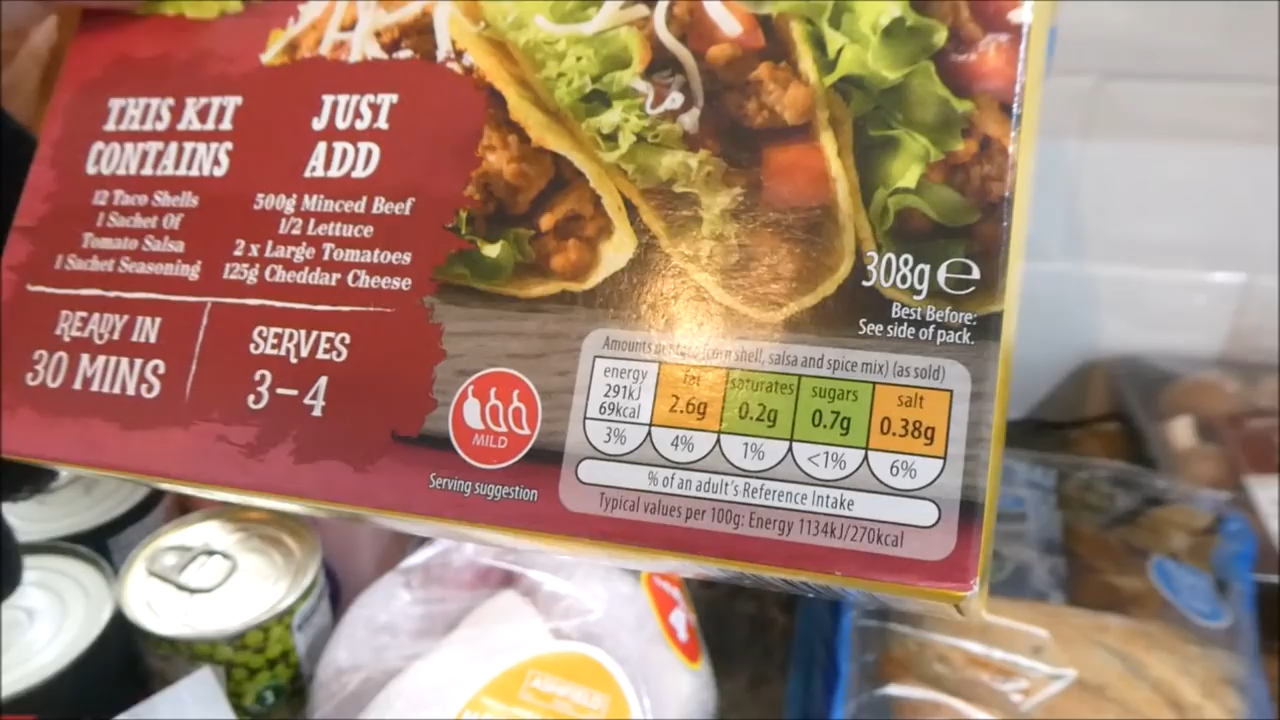 THIS KIT
CONTAINS
12 Taco Shells
1 Sachet Of
Tomato Salsa
1 Sachet Seasoning
JUST
ADD
500g Minced Beef
1/2 Lettuce
2 x Large Tomatoes
125g Cheddar Cheese
READY IN
30 MINS
SERVES
3-4
MILD
Serving suggestion
308g e
Best Before:
See side of pack.
Amounts (corn shell, salsa and spice mix) (as sold)
energy
291kJ
69kcal
3%
fat
2.6g
4%
saturates
0.2g
1%
sugars
0.7g
<1%
salt
0.38g
6%
% of an adult's Reference Intake
Typical values per 100g: Energy 1134kJ/270kcal
ASHFIELD